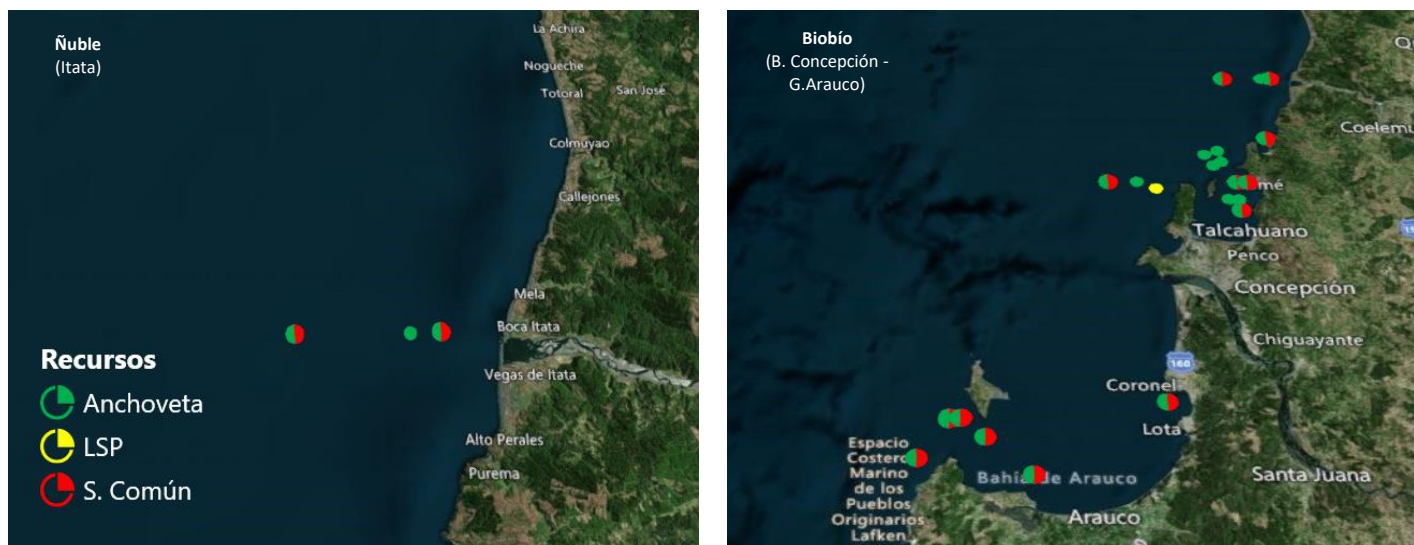 Ñuble
(Itata)
La Achira
Nogueche
Totoral
San José
Colmuyao
Callejones
Mela
Boca Itata
Vegas de Itata
Alto Perales
Purema
Recursos
Anchoveta
LSP
S. Común
Biobío
(B. Concepción -
G.Arauco)
Coelemu
Talcahuano
Penco
Concepción
Chiguayante
160
Coronel
Lota
Santa Juana
Espacio
Costero
Marino
de los
Pueblos
Originarios
Lafken
Bahía de Arauco
Arauco